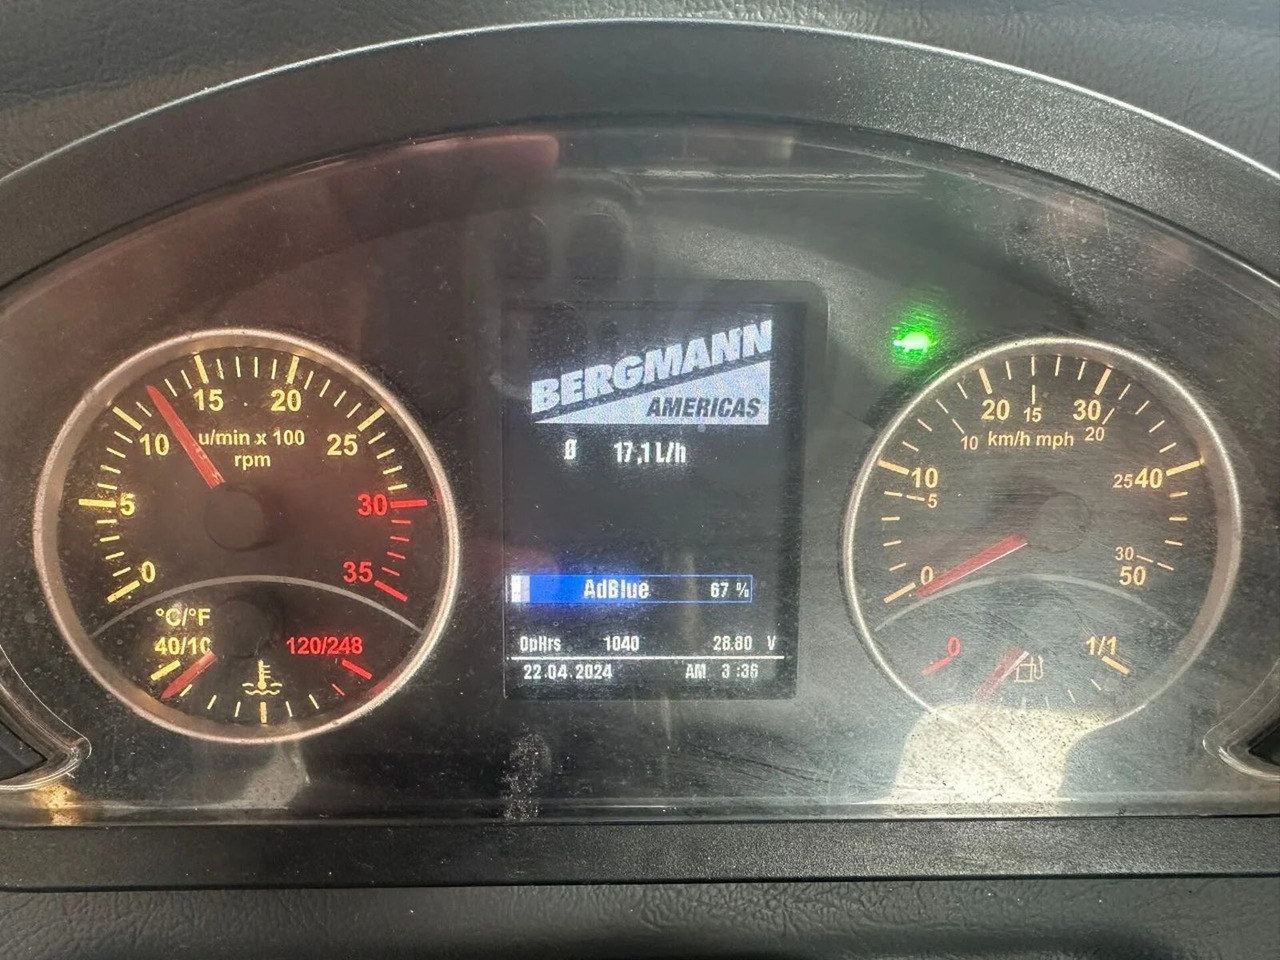 BERGMANN
AMERICAS
Ø 17,1 L/h
AdBlue 67 %
OpHrs 1040 28.80 V
22.04.2024 AM 3:36
0
5
10
15
20
25
30
35
u/min x 100
rpm
°C/°F
40/10
120/248
0
10
20
30
40
50
5
10
15
20
25
30
km/h mph
0
1/1